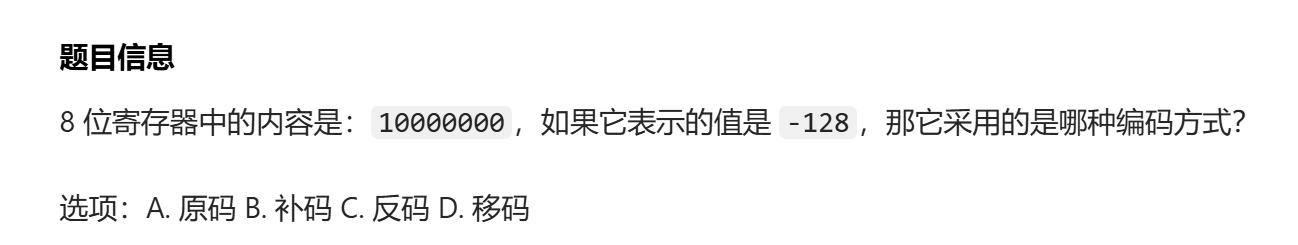 题目信息
8 位寄存器中的内容是：10000000，如果它表示的值是 -128，那它采用的是哪种编码方式？
选项：A. 原码 B. 补码 C. 反码 D. 移码